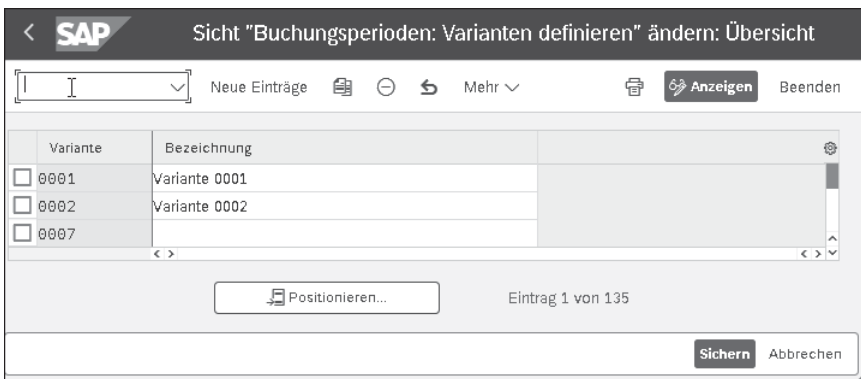 SAP Sicht "Buchungsperioden: Varianten definieren" ändern: Übersicht
Neue Einträge Mehr Anzeigen Beenden
Variante Bezeichnung
0001 Variante 0001
0002 Variante 0002
0007
Positionieren... Eintrag 1 von 135
Sichern Abbrechen